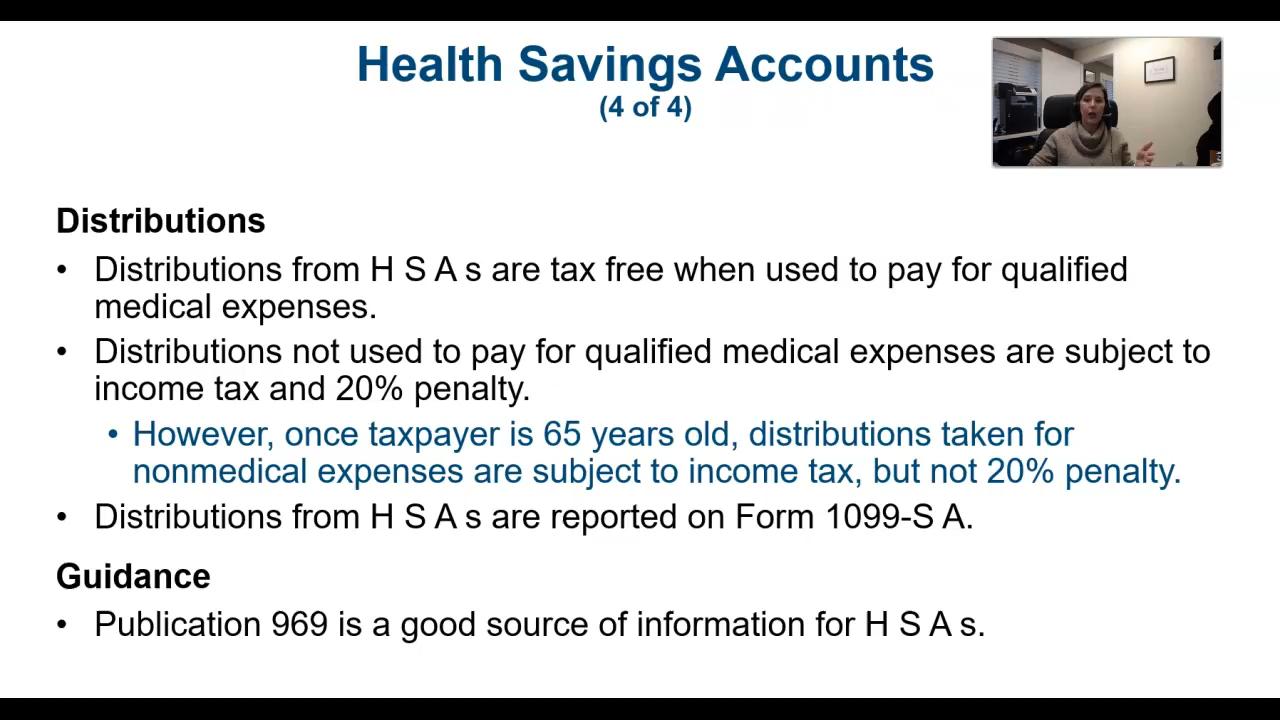 Health Savings Accounts
(4 of 4)
Distributions
• Distributions from H S A s are tax free when used to pay for qualified
medical expenses.
• Distributions not used to pay for qualified medical expenses are subject to
income tax and 20% penalty.
• However, once taxpayer is 65 years old, distributions taken for
nonmedical expenses are subject to income tax, but not 20% penalty.
• Distributions from H S A s are reported on Form 1099-S A.
Guidance
• Publication 969 is a good source of information for H S A s.